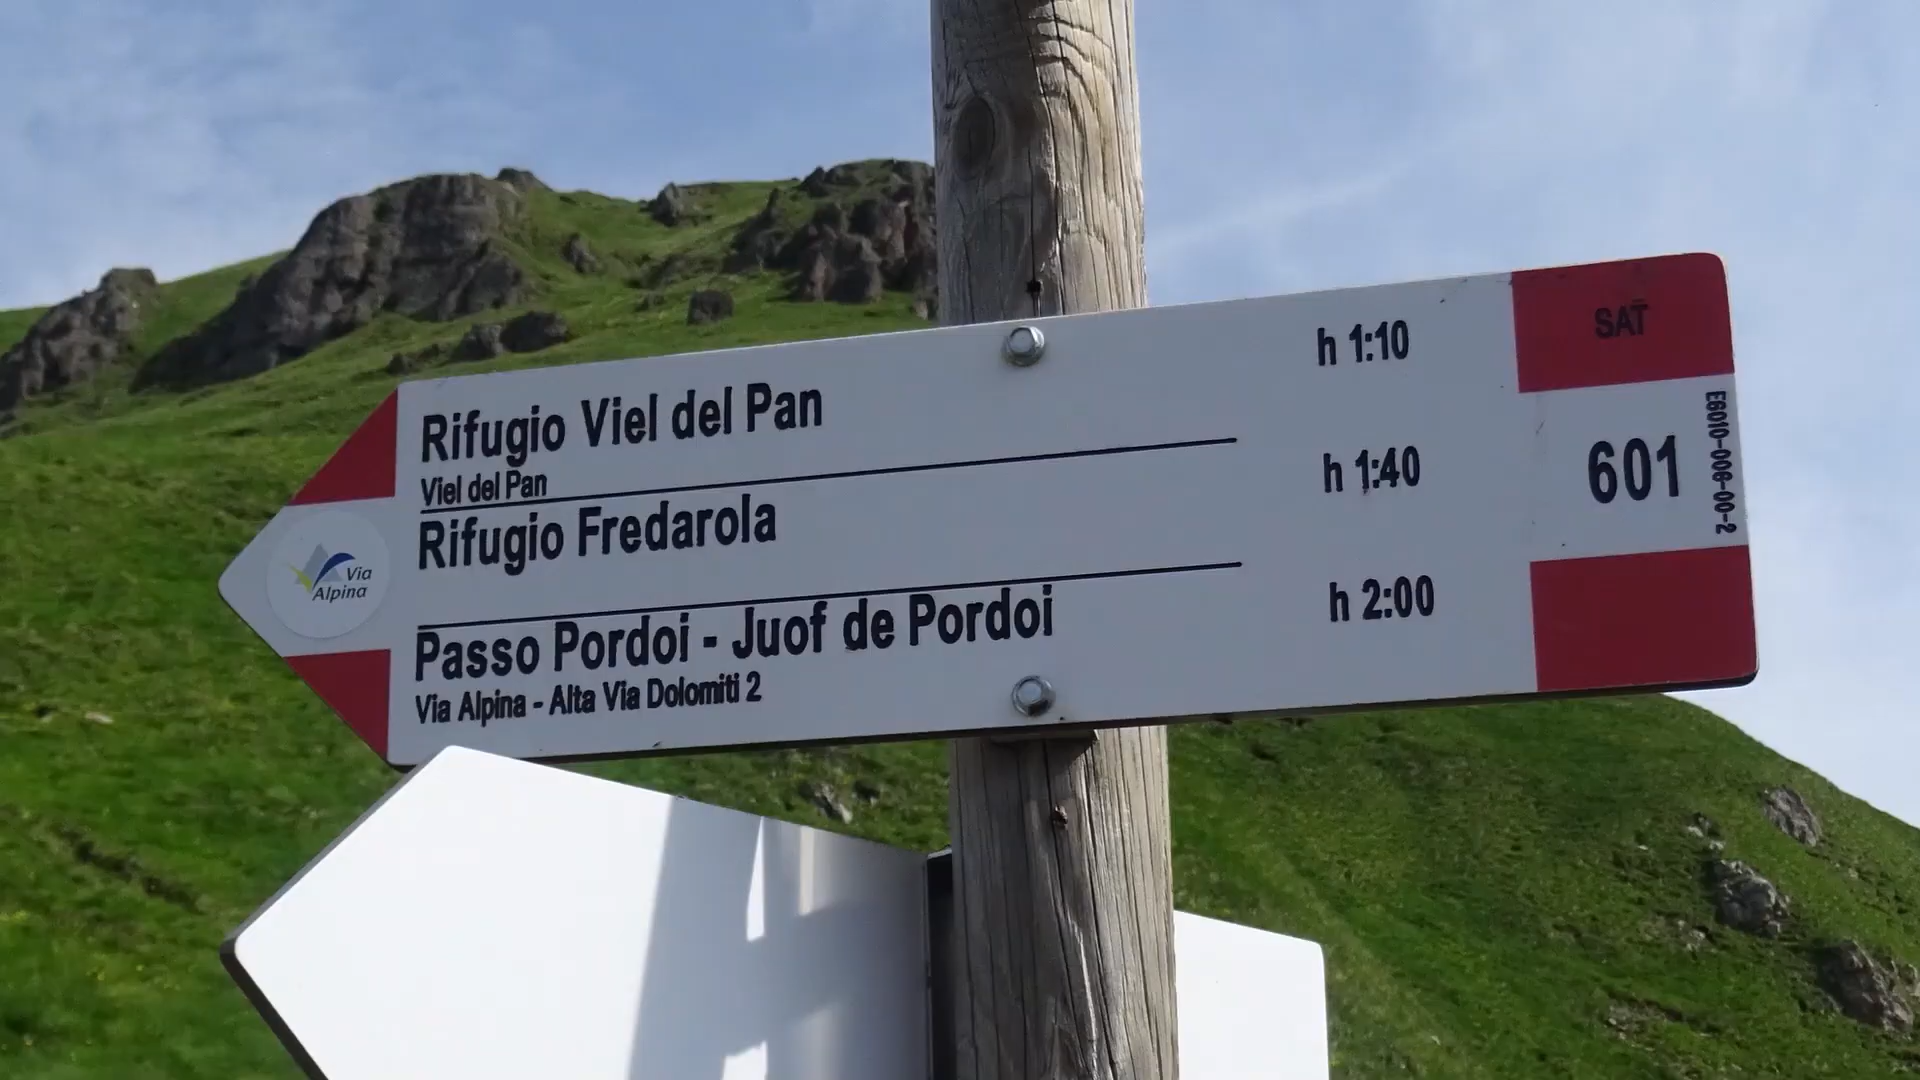 Rifugio Viel del Pan
h 1:10
Viel del Pan
Rifugio Fredarola
h 1:40
Passo Pordoi - Juof de Pordoi
h 2:00
Via Alpina - Alta Via Dolomiti 2
Via
Alpina
SAT
601
E6010-006-00-2